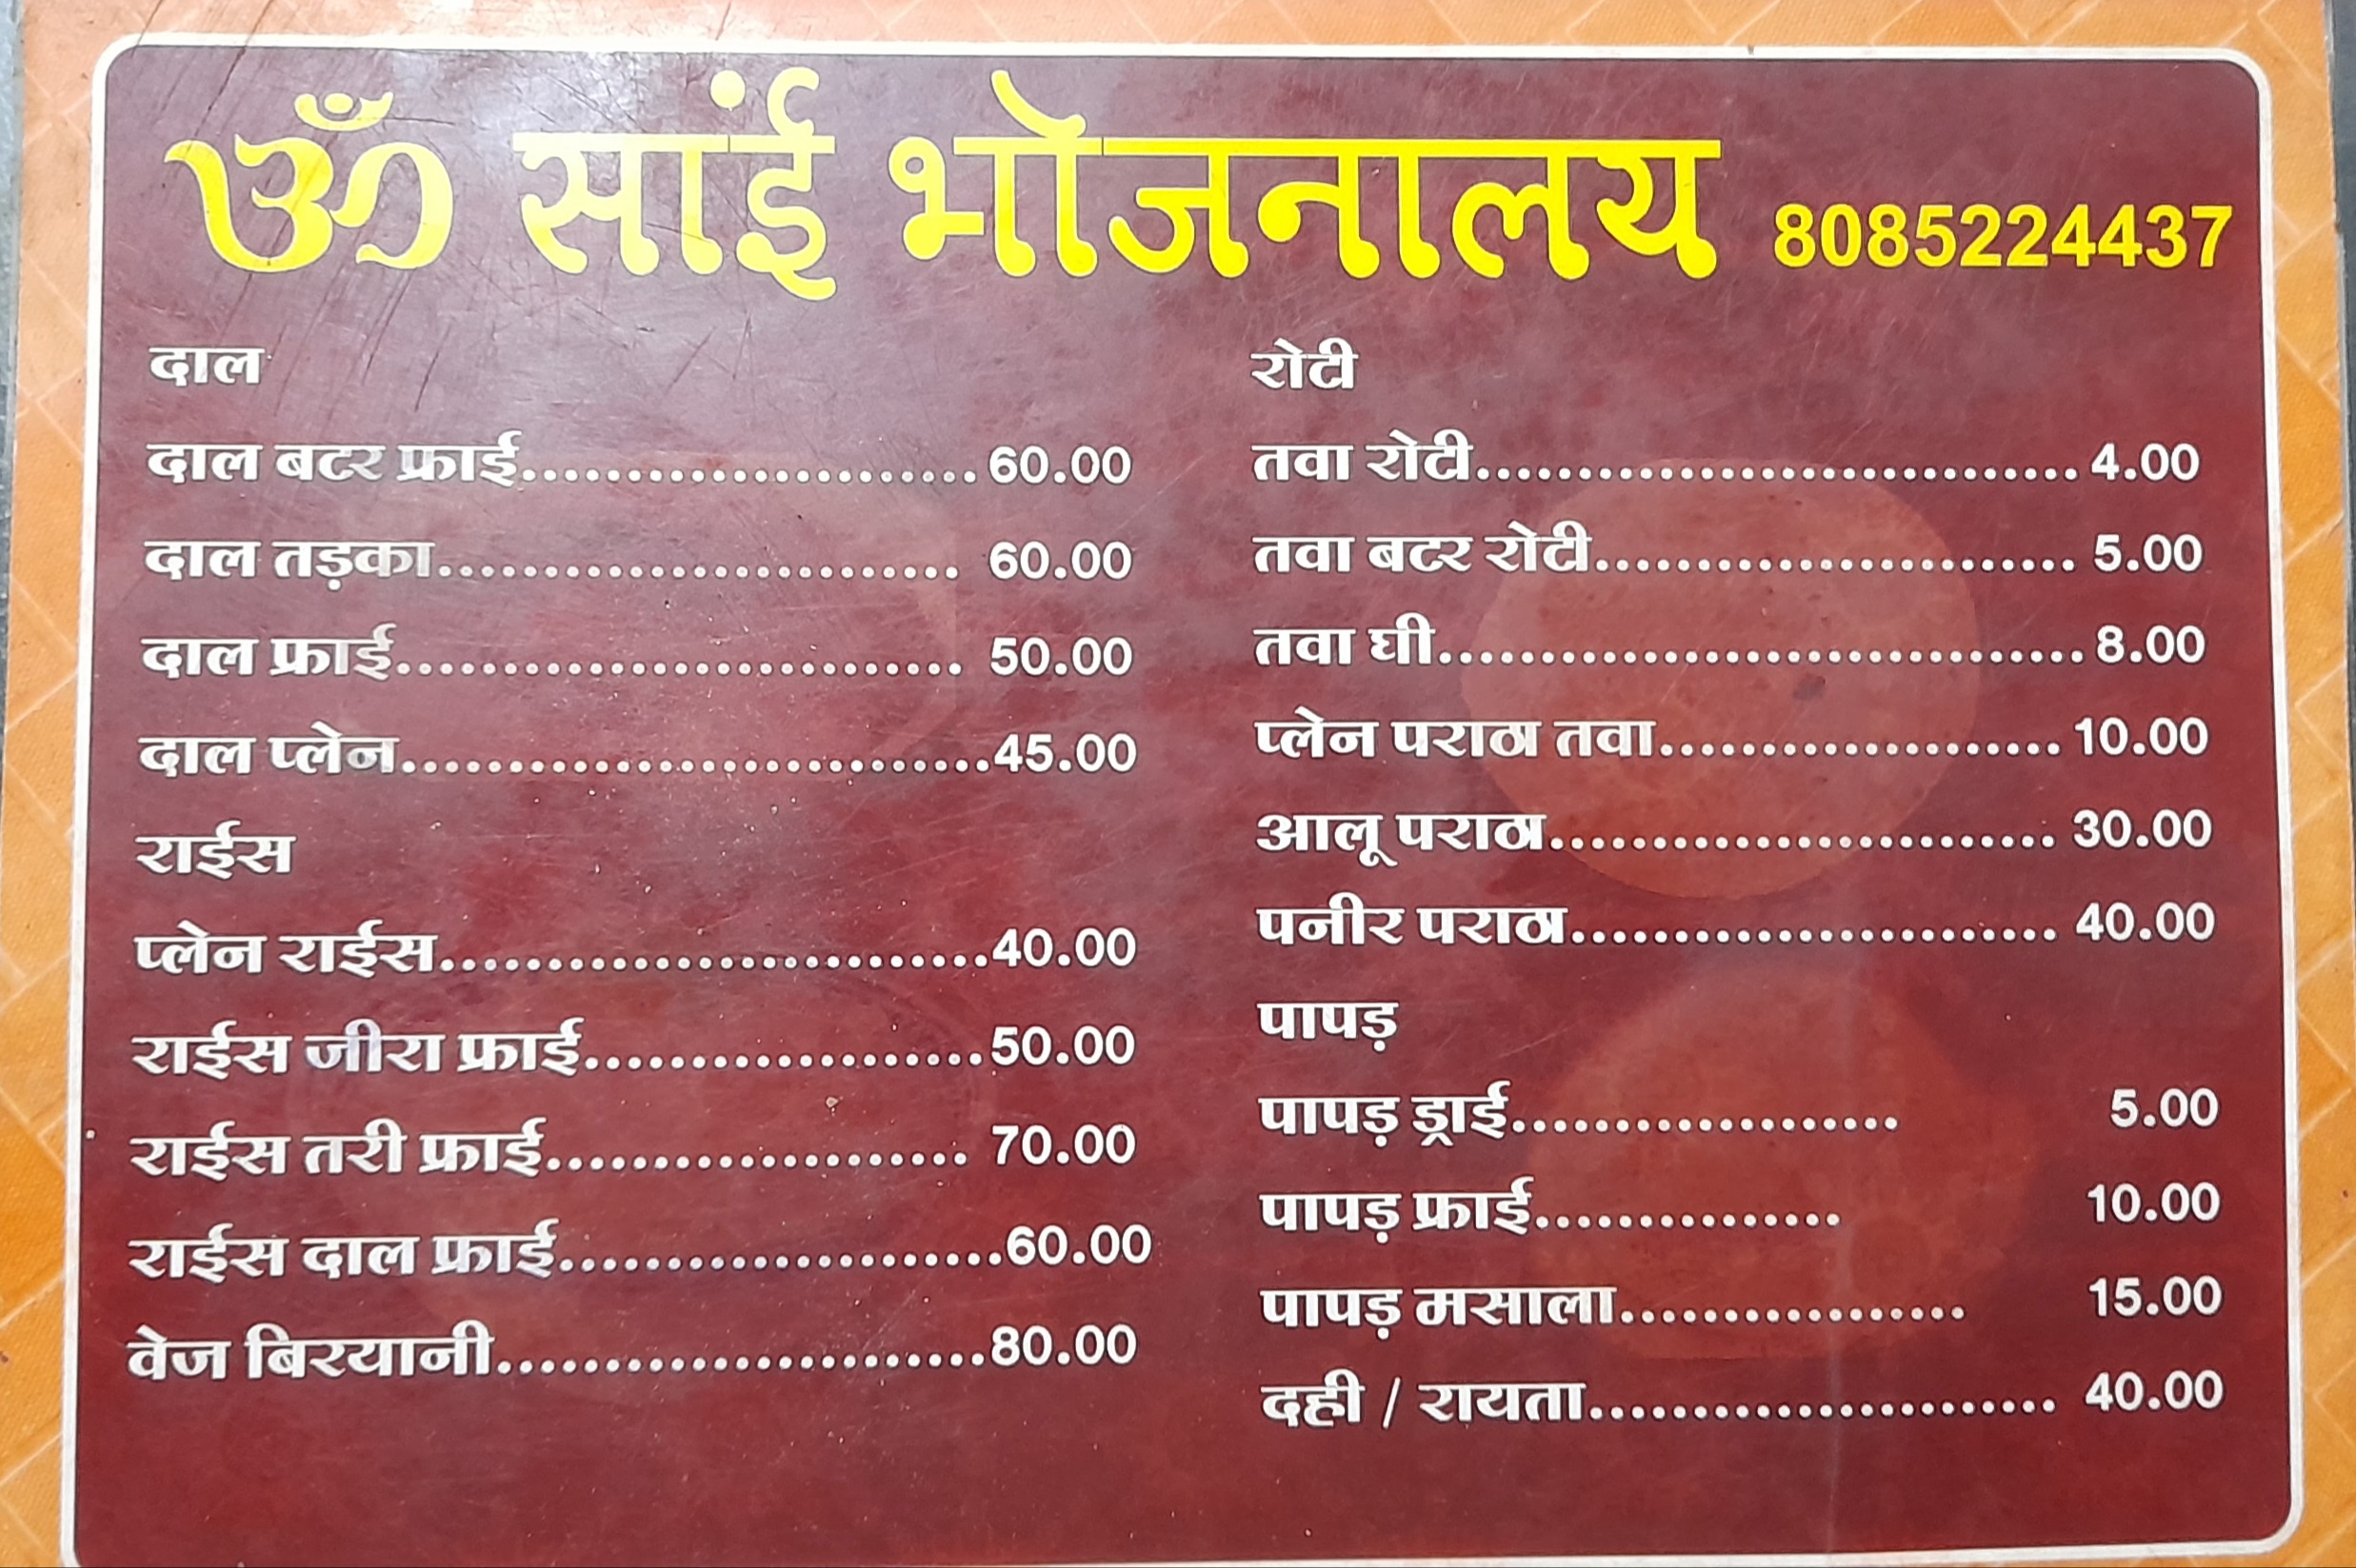 ॐ सांई भोजनालय 8085224437
दाल
दाल बटर फ्राई...................... 60.00
दाल तड़का......................... 60.00
दाल फ्राई........................... 50.00
दाल प्लेन............................45.00
राईस
प्लेन राईस...........................40.00
राईस जीरा फ्राई...................50.00
राईस तरी फ्राई.................... 70.00
राईस दाल फ्राई.....................60.00
वेज बिरयानी.......................80.00
रोटी
तवा रोटी............................. 4.00
तवा बटर रोटी....................... 5.00
तवा घी............................... 8.00
प्लेन पराठा तवा................... 10.00
आलू पराठा........................ 30.00
पनीर पराठा....................... 40.00
पापड़
पापड़ ड्राई................... 5.00
पापड़ फ्राई............... 10.00
पापड़ मसाला................. 15.00
दही / रायता....................... 40.00